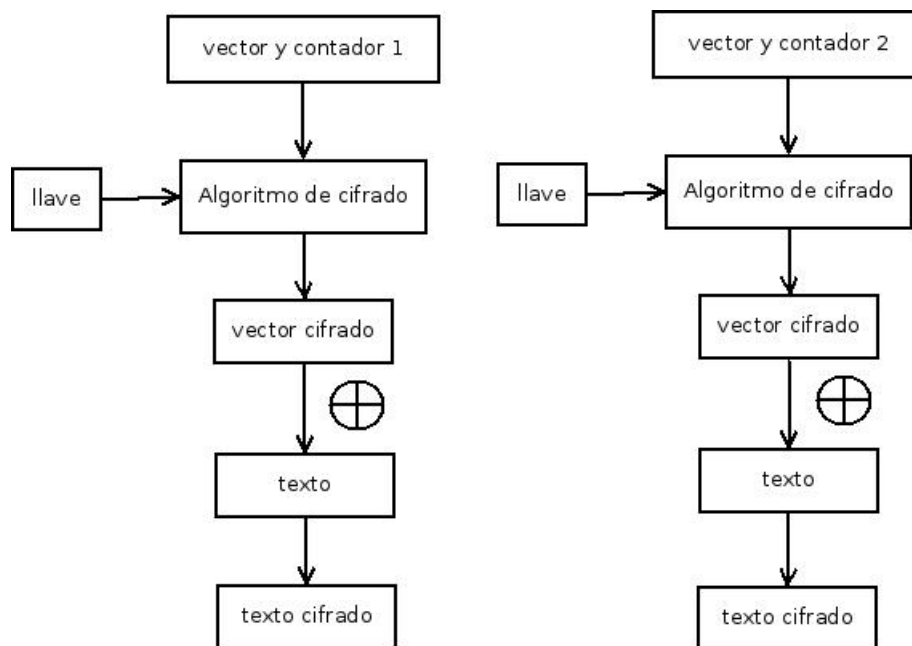 vector y contador 1
llave
Algoritmo de cifrado
vector cifrado
texto
texto cifrado
vector y contador 2
llave
Algoritmo de cifrado
vector cifrado
texto
texto cifrado